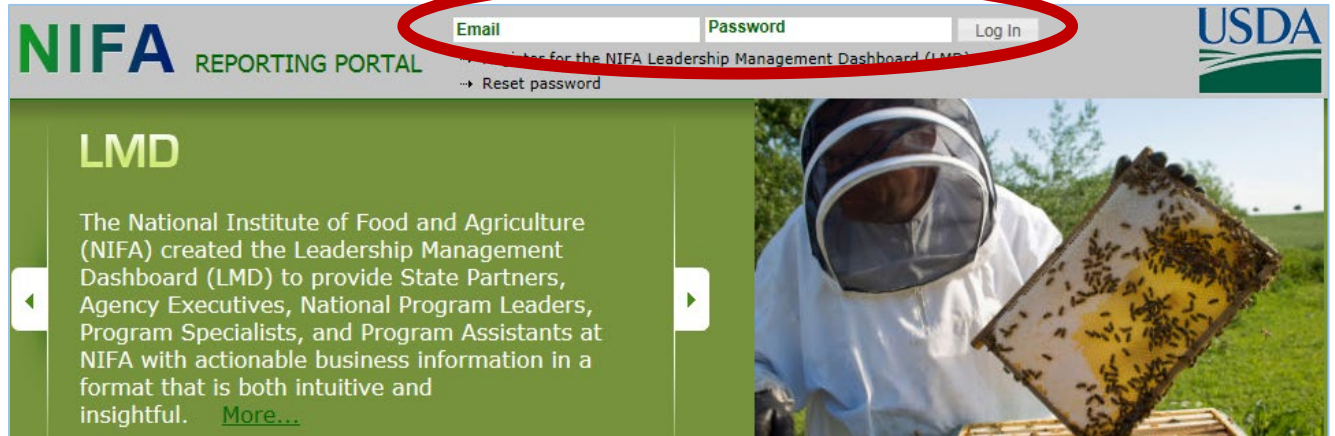 NIFA REPORTING PORTAL
Email Password Log In
for the NIFA Leadership Management Dashboard
Reset password
USDA
LMD
The National Institute of Food and Agriculture
(NIFA) created the Leadership Management
Dashboard (LMD) to provide State Partners,
Agency Executives, National Program Leaders,
Program Specialists, and Program Assistants at
NIFA with actionable business information in a
format that is both intuitive and
insightful. More...